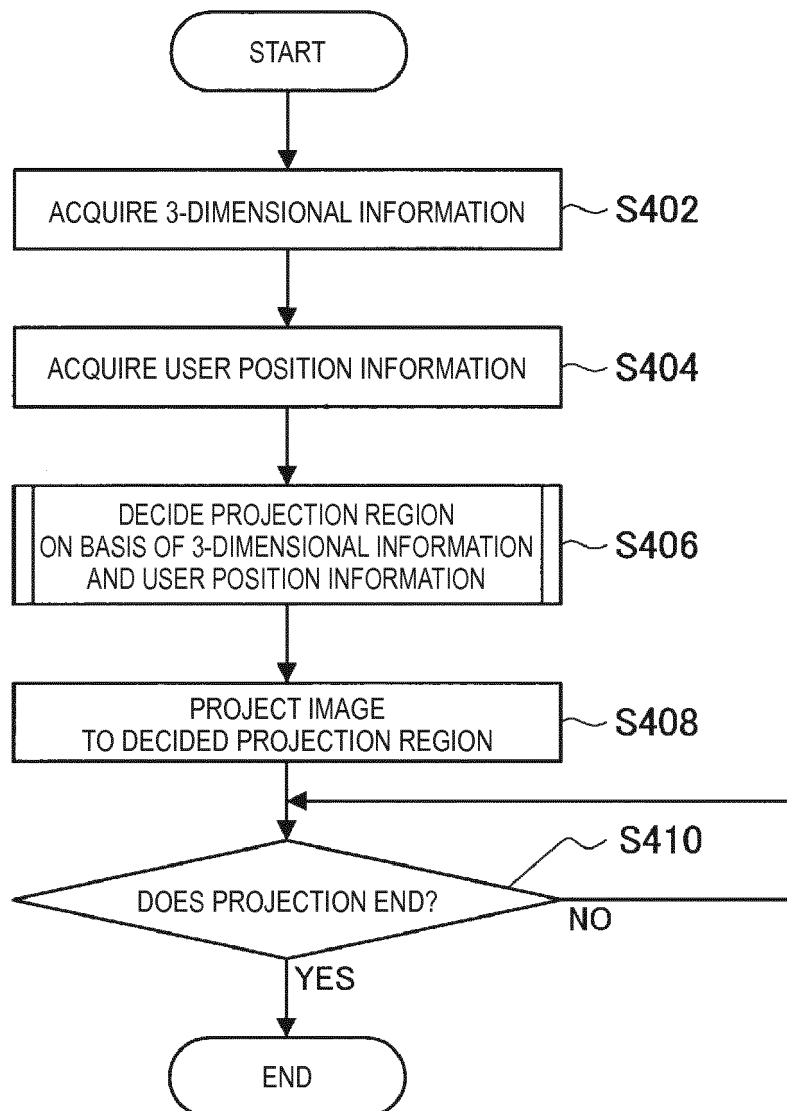 START
ACQUIRE 3-DIMENSIONAL INFORMATION
S402
ACQUIRE USER POSITION INFORMATION
S404
DECIDE PROJECTION REGION
ON BASIS OF 3-DIMENSIONAL INFORMATION
AND USER POSITION INFORMATION
S406
PROJECT IMAGE
TO DECIDED PROJECTION REGION
S408
S410
DOES PROJECTION END?
NO
YES
END